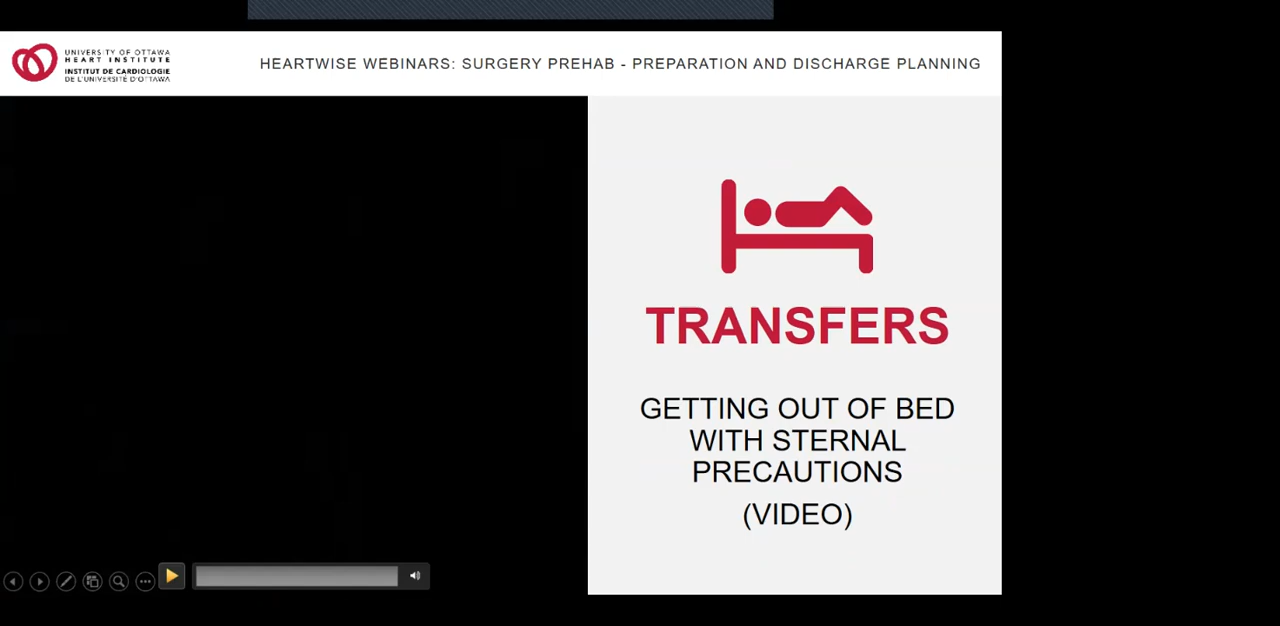 UNIVERSITY OF OTTAWA
HEART INSTITUTE
INSTITUT DE CARDIOLOGIE
DE L'UNIVERSITÉ D'OTTAWA
HEARTWISE WEBINARS: SURGERY PREHAB - PREPARATION AND DISCHARGE PLANNING
TRANSFERS
GETTING OUT OF BED
WITH STERNAL
PRECAUTIONS
(VIDEO)